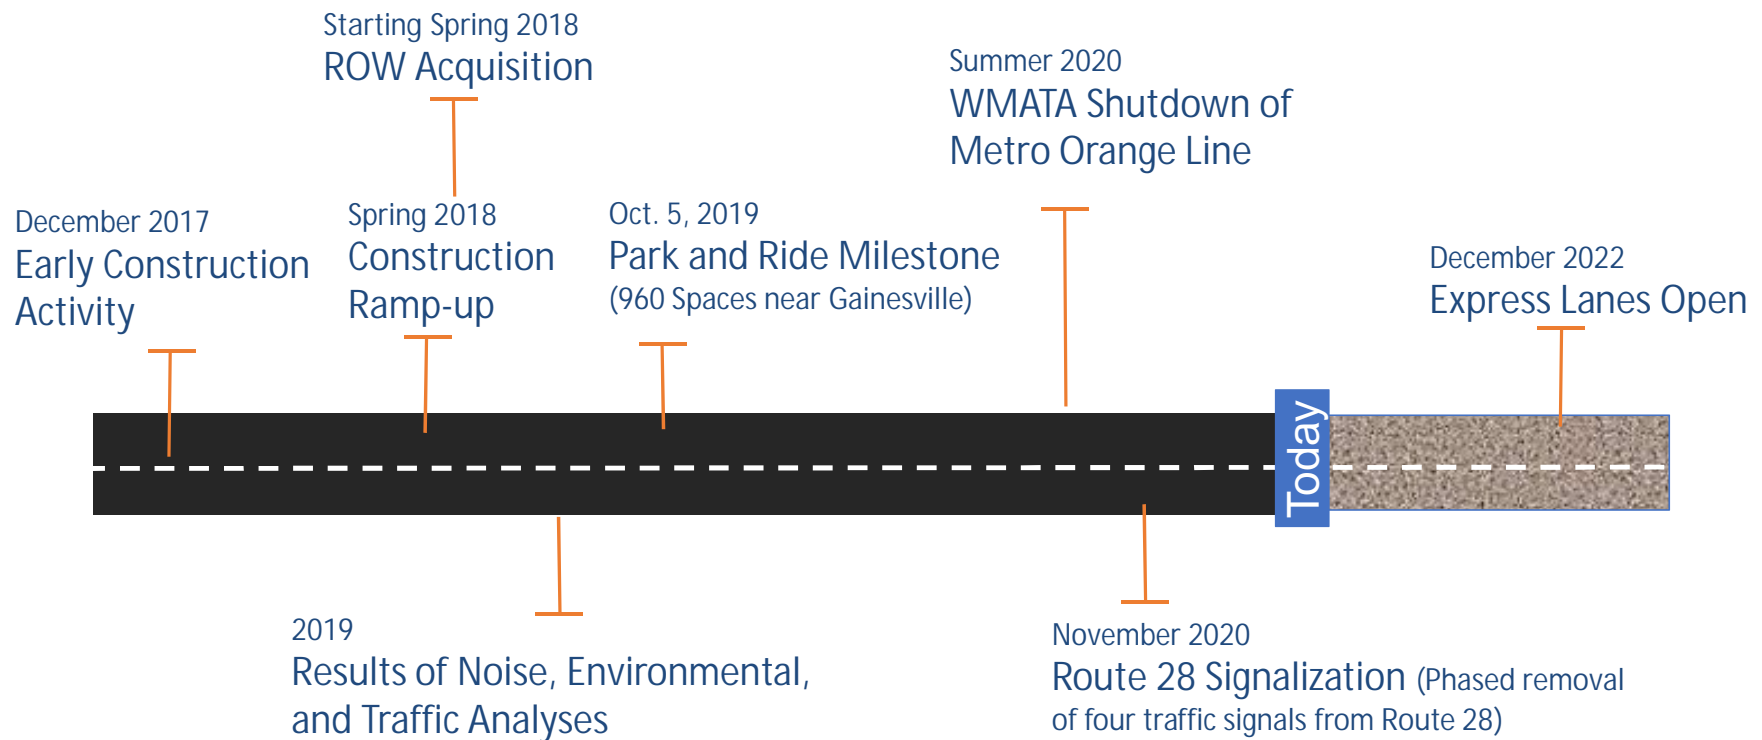 Starting Spring 2018
ROW Acquisition
Summer 2020
WMATA Shutdown of
Metro Orange Line
December 2017
Early Construction
Activity
Spring 2018
Construction
Ramp-up
Oct. 5, 2019
Park and Ride Milestone
(960 Spaces near Gainesville)
December 2022
Express Lanes Open
Today
2019
Results of Noise, Environmental,
and Traffic Analyses
November 2020
Route 28 Signalization (Phased removal
of four traffic signals from Route 28)